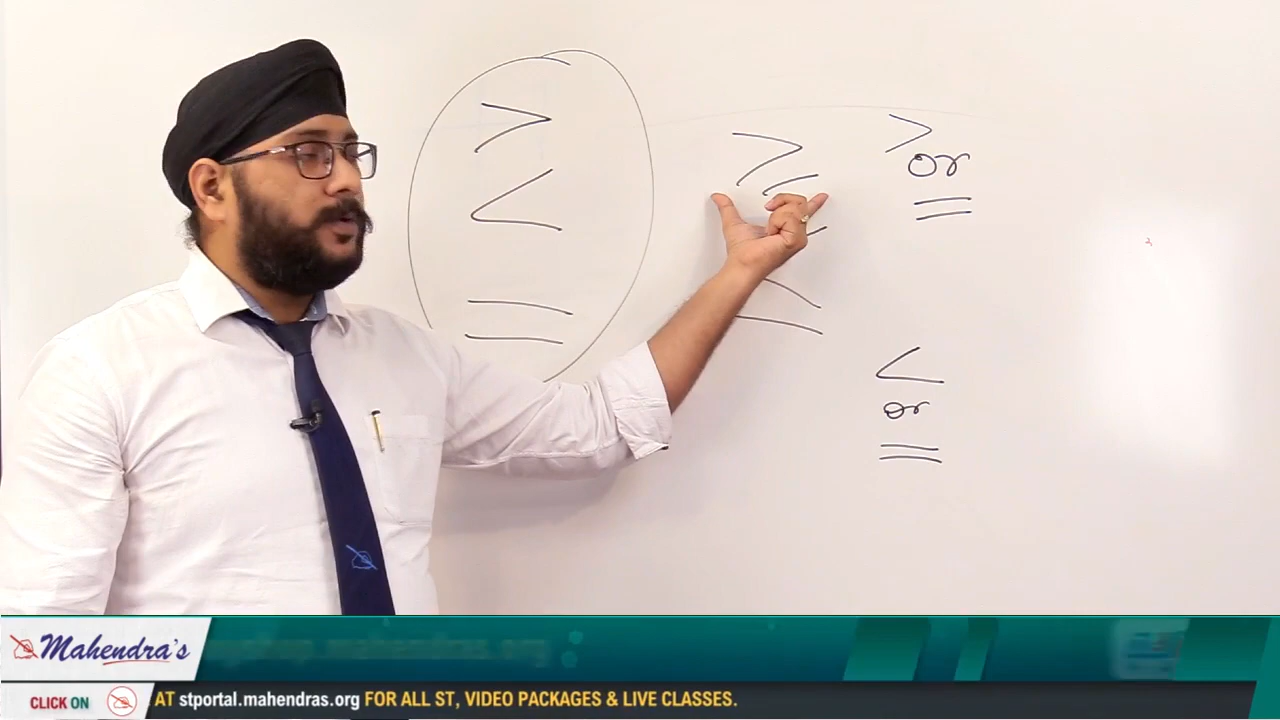 >
<
=
≥
> or
=
<
or
=
Mahendra's
CLICK ON AT stportal.mahendras.org FOR ALL ST, VIDEO PACKAGES & LIVE CLASSES.